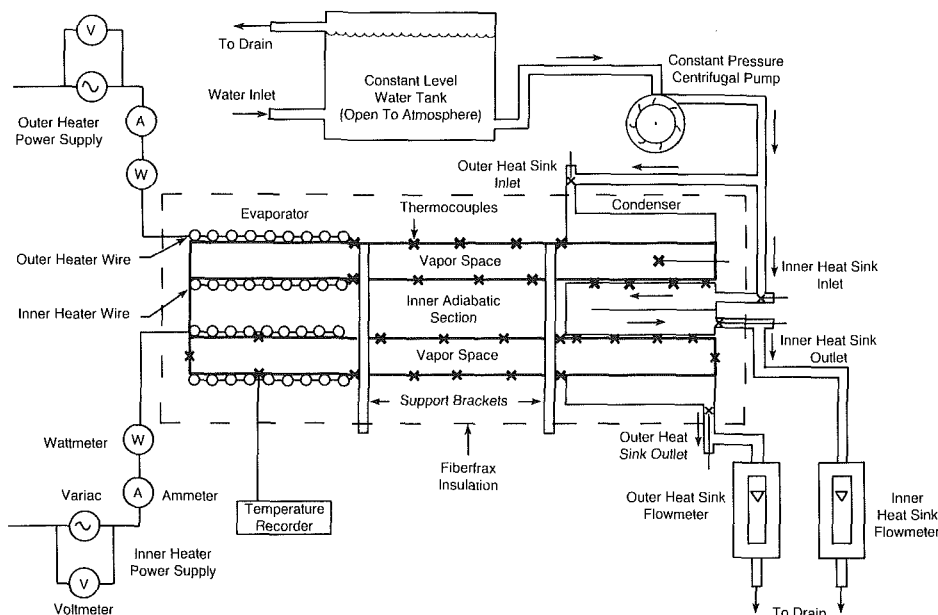 V
To Drain
Constant Level
Water Tank
(Open To Atmosphere)
Constant Pressure
Centrifugal Pump
Water Inlet
Outer Heater
Power Supply
A
W
Outer Heat Sink
Inlet
Evaporator
Thermocouples
Condenser
Outer Heater Wire
Vapor Space
Inner Heat Sink
Inlet
Inner Heater Wire
Inner Adiabatic
Section
Vapor Space
Inner Heat Sink
Outlet
Support Brackets
Wattmeter
W
Outer Heat
Sink Outlet
Fiberfrax
Insulation
Variac
A
Ammeter
Temperature
Recorder
Outer Heat Sink
Flowmeter
Inner
Heat Sink
Flowmeter
Inner Heater
Power Supply
V
Voltmeter
To Drain